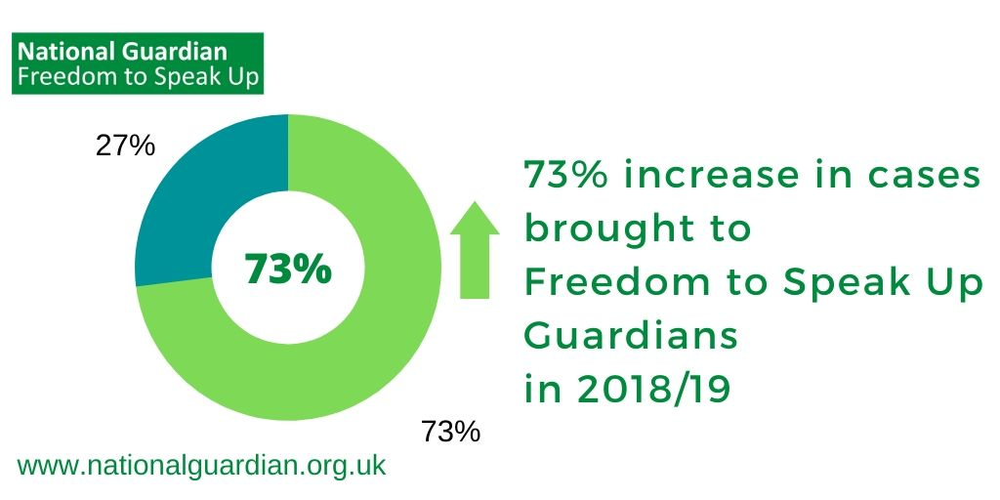 National Guardian
Freedom to Speak Up
27%
73%
73%
73% increase in cases
brought to
Freedom to Speak Up
Guardians
in 2018/19
www.nationalguardian.org.uk